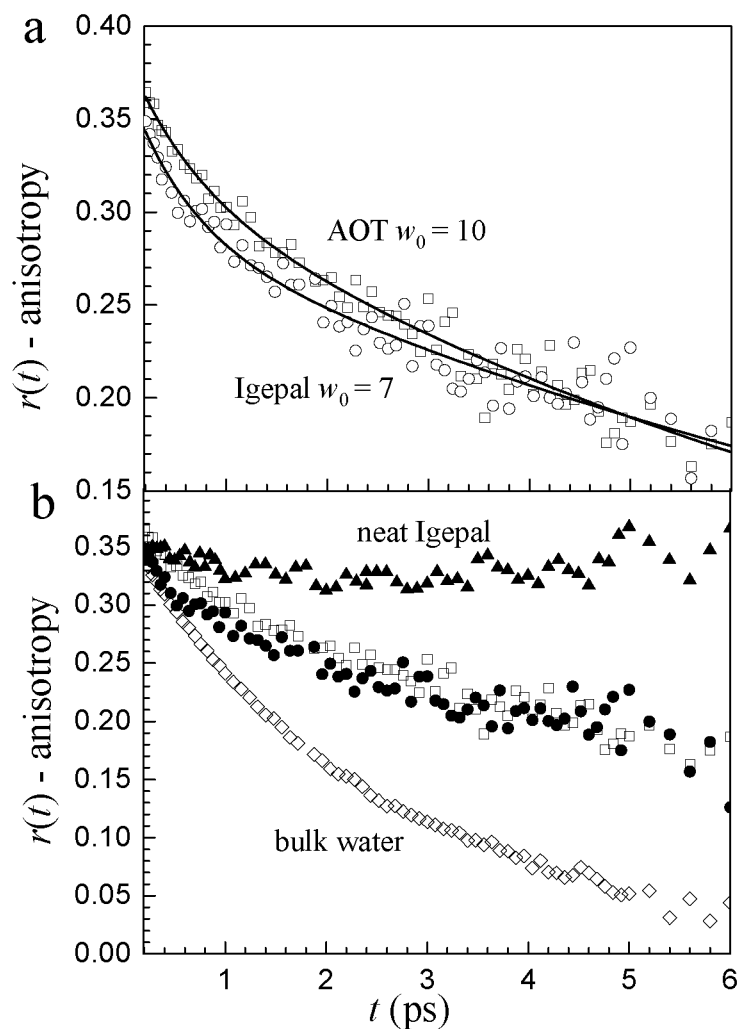 a
0.40
0.35
0.30
0.25
0.20
0.15
r(t) - anisotropy
AOT w₀ = 10
Igepal w₀ = 7
b
0.35
0.30
0.25
0.20
0.15
0.10
0.05
0.00
r(t) - anisotropy
neat Igepal
bulk water
1 2 3 4 5 6
t (ps)